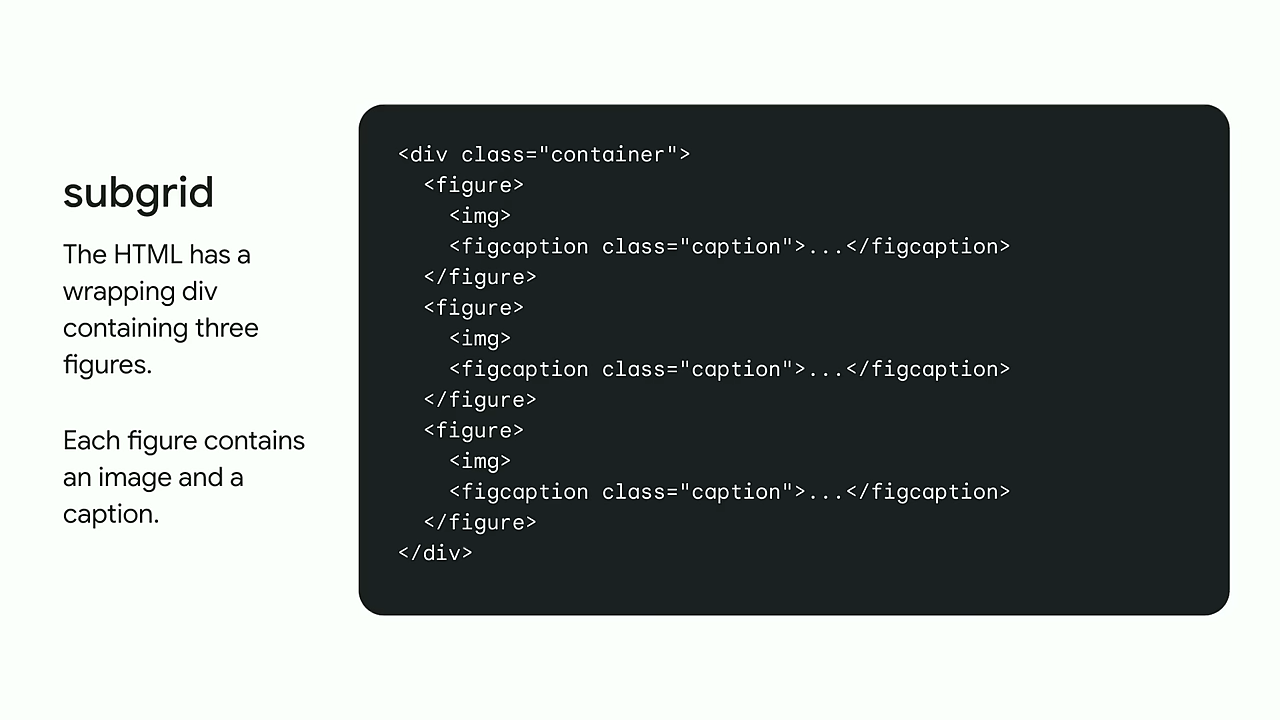 subgrid
The HTML has a
wrapping div
containing three
figures.
Each figure contains
an image and a
caption.
<div class="container">
  <figure>
    <img>
    <figcaption class="caption">...</figcaption>
  </figure>
  <figure>
    <img>
    <figcaption class="caption">...</figcaption>
  </figure>
  <figure>
    <img>
    <figcaption class="caption">...</figcaption>
  </figure>
</div>